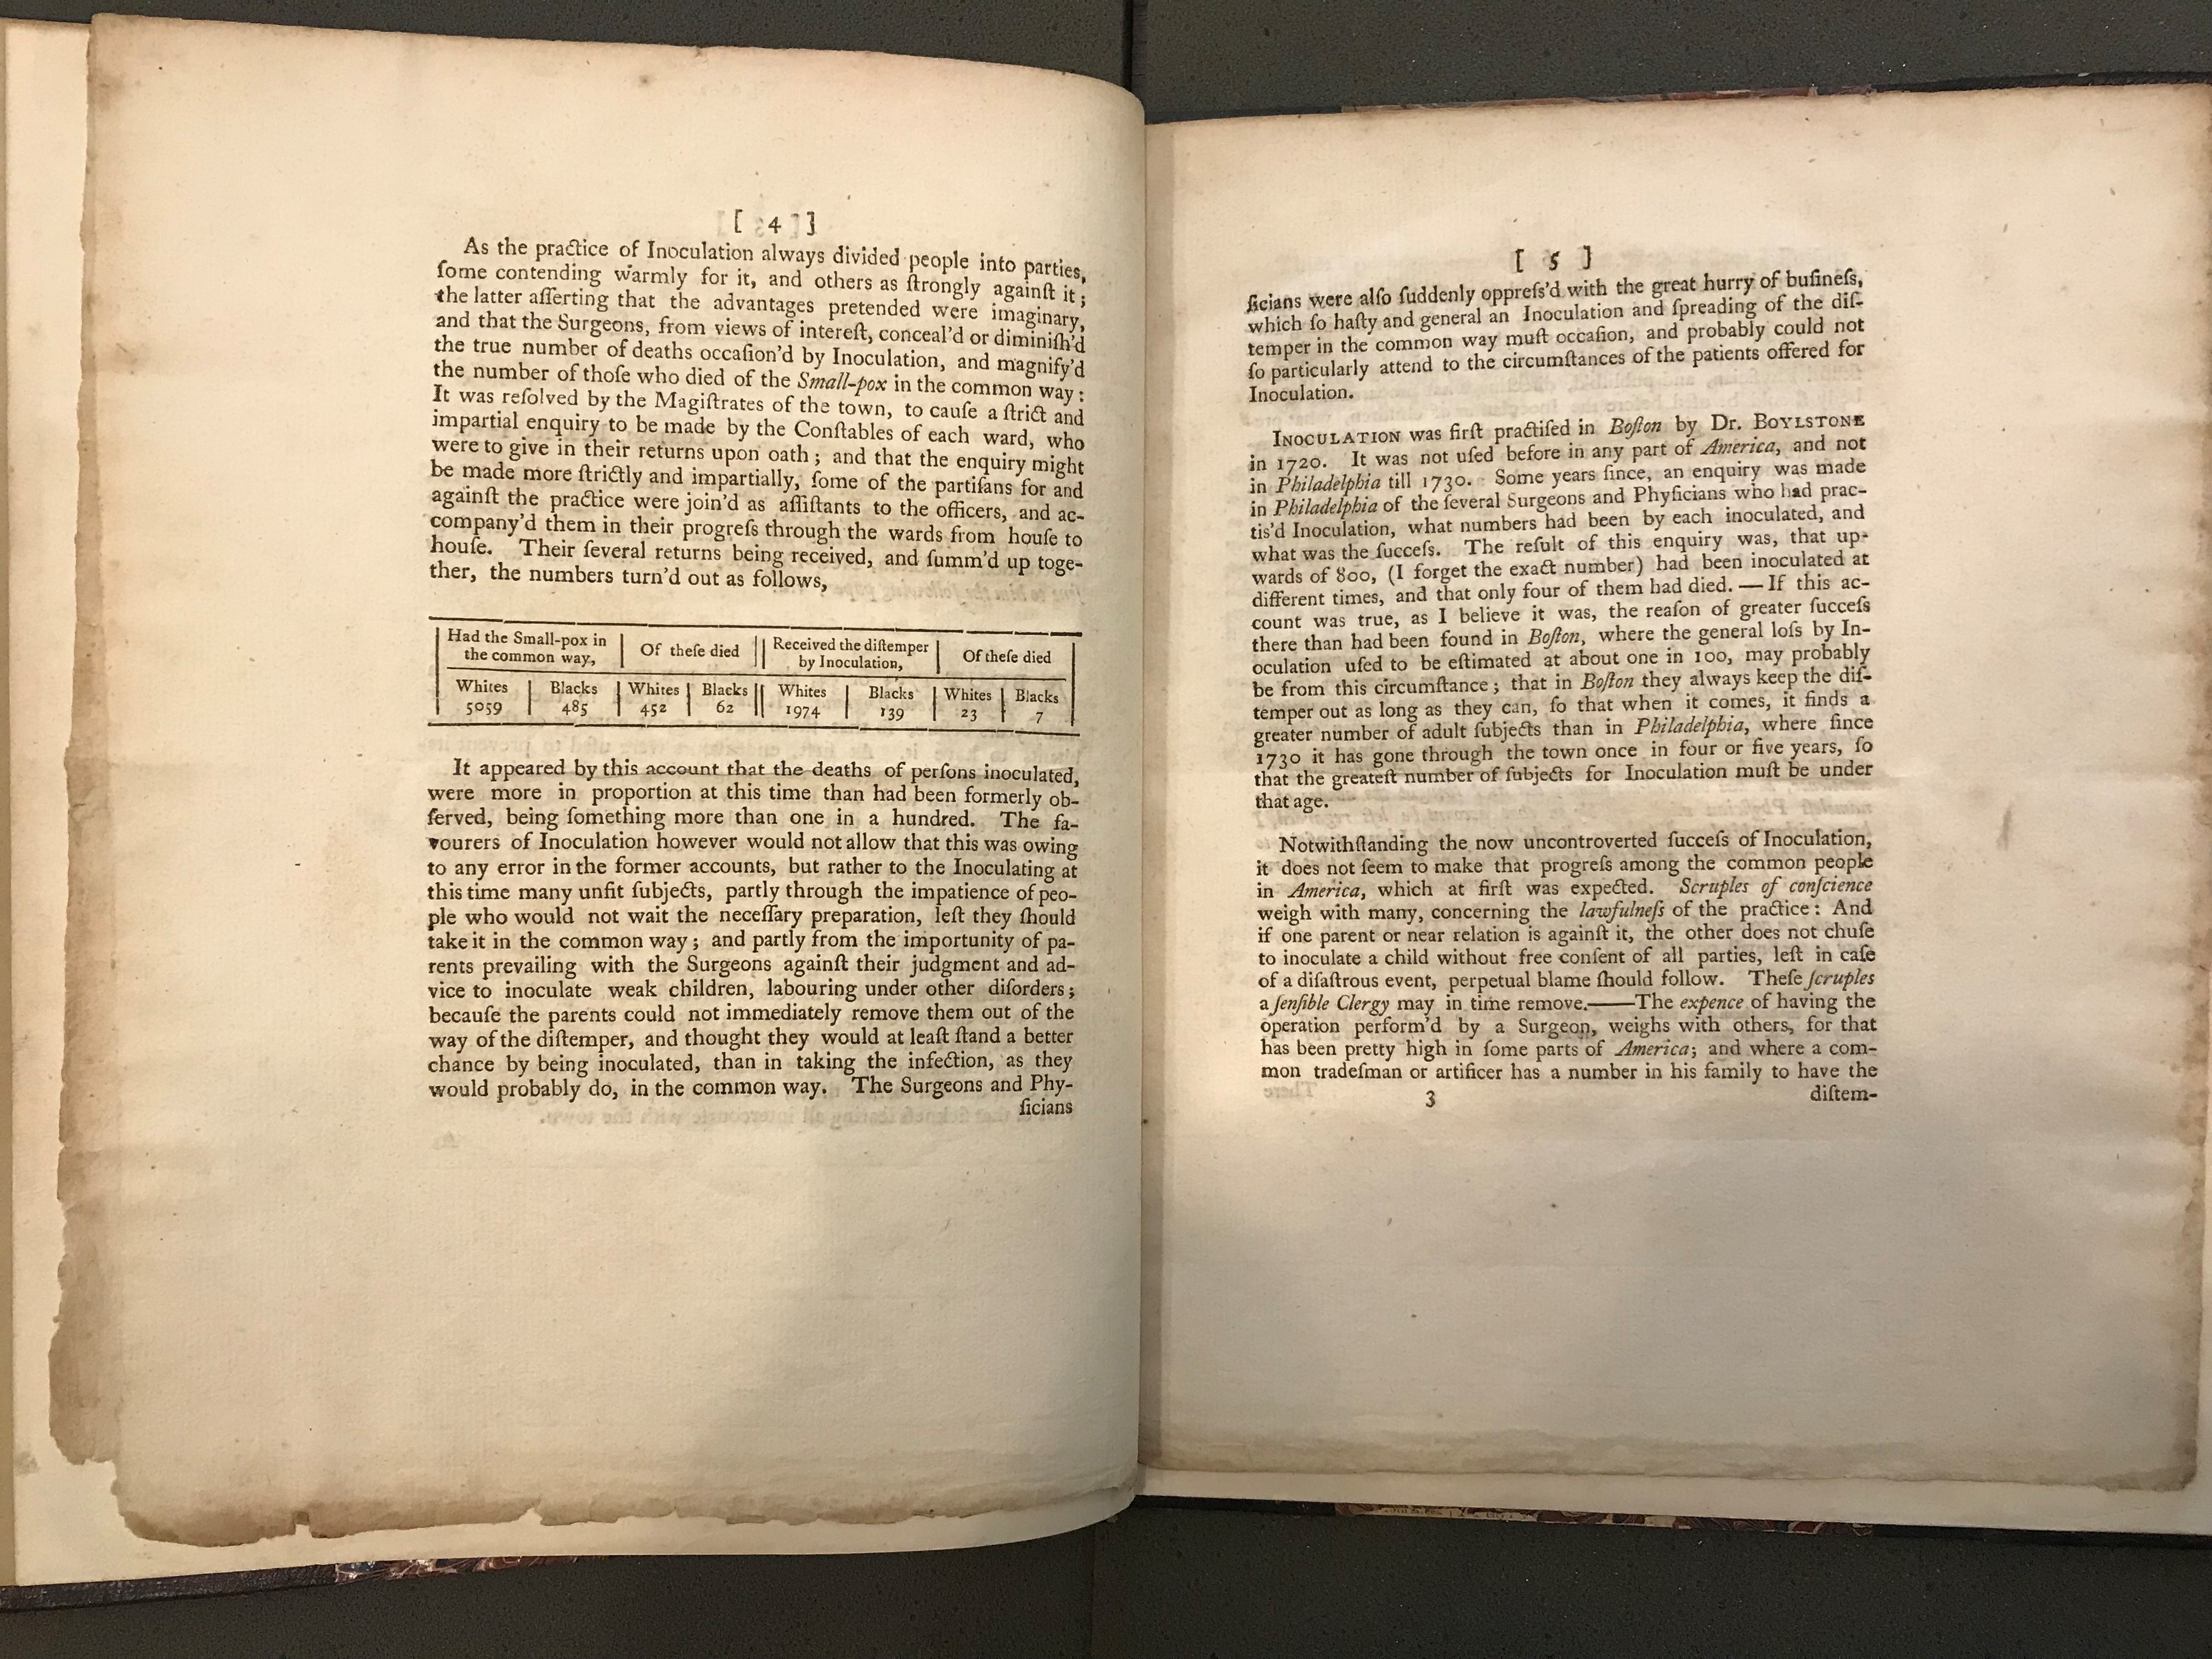 [ 4 ]
As the practice of Inoculation always divided people into parties,
ſome contending warmly for it, and others as ſtrongly againſt it;
the latter aſſerting that the advantages pretended were imaginary,
and that the Surgeons, from views of intereſt, conceal'd or diminiſh'd
the true number of deaths occaſion'd by Inoculation, and magnify'd
the number of thoſe who died of the Small-pox in the common way:
It was reſolved by the Magiſtrates of the town, to cauſe a ſtrict and
impartial enquiry to be made by the Conſtables of each ward, who
were to give in their returns upon oath; and that the enquiry might
be made more ſtrictly and impartially, ſome of the partiſans for and
againſt the practice were join'd as aſſiſtants to the officers, and ac-
company'd them in their progreſs through the wards from houſe to
houſe. Their ſeveral returns being received, and ſumm'd up toge-
ther, the numbers turn'd out as follows,
Had the Small-pox in the common way, | Of theſe died || Received the diſtemper by Inoculation, | Of theſe died
Whites | Blacks | Whites | Blacks || Whites | Blacks | Whites | Blacks
5059 | 485 | 452 | 62 || 1974 | 139 | 23 | 7
It appeared by this account that the deaths of perſons inoculated,
were more in proportion at this time than had been formerly ob-
ſerved, being ſomething more than one in a hundred. The fa-
vourers of Inoculation however would not allow that this was owing
to any error in the former accounts, but rather to the Inoculating at
this time many unfit ſubjects, partly through the impatience of peo-
ple who would not wait the neceſſary preparation, leſt they ſhould
take it in the common way; and partly from the importunity of pa-
rents prevailing with the Surgeons againſt their judgment and ad-
vice to inoculate weak children, labouring under other diſorders;
becauſe the parents could not immediately remove them out of the
way of the diſtemper, and thought they would at leaſt ſtand a better
chance by being inoculated, than in taking the infection, as they
would probably do, in the common way. The Surgeons and Phy-
ſicians
[ 5 ]
ſicians were alſo ſuddenly oppreſs'd with the great hurry of buſineſs,
which ſo haſty and general an Inoculation and ſpreading of the diſ-
temper in the common way muſt occaſion, and probably could not
ſo particularly attend to the circumſtances of the patients offered for
Inoculation.
INOCULATION was firſt practiſed in Boſton by Dr. BOYLSTONE
in 1720. It was not uſed before in any part of America, and not
in Philadelphia till 1730. Some years ſince, an enquiry was made
in Philadelphia of the ſeveral Surgeons and Phyſicians who had prac-
tis'd Inoculation, what numbers had been by each inoculated, and
what was the ſucceſs. The reſult of this enquiry was, that up-
wards of 800, (I forget the exact number) had been inoculated at
different times, and that only four of them had died. — If this ac-
count was true, as I believe it was, the reaſon of greater ſucceſs
there than had been found in Boſton, where the general loſs by In-
oculation uſed to be eſtimated at about one in 100, may probably
be from this circumſtance; that in Boſton they always keep the diſ-
temper out as long as they can, ſo that when it comes, it finds a
greater number of adult ſubjects than in Philadelphia, where ſince
1730 it has gone through the town once in four or five years, ſo
that the greateſt number of ſubjects for Inoculation muſt be under
that age.
Notwithſtanding the now uncontroverted ſucceſs of Inoculation,
it does not ſeem to make that progreſs among the common people
in America, which at firſt was expected. Scruples of conſcience
weigh with many, concerning the lawfulneſs of the practice: And
if one parent or near relation is againſt it, the other does not chuſe
to inoculate a child without free conſent of all parties, leſt in caſe
of a diſaſtrous event, perpetual blame ſhould follow. Theſe ſcruples
a ſenſible Clergy may in time remove.——The expence of having the
operation perform'd by a Surgeon, weighs with others, for that
has been pretty high in ſome parts of America; and where a com-
mon tradeſman or artificer has a number in his family to have the
3 diſtem-